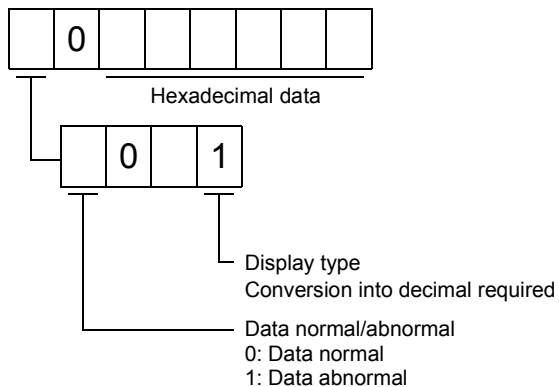 0
Hexadecimal data
0 1
Display type
Conversion into decimal required
Data normal/abnormal
0: Data normal
1: Data abnormal